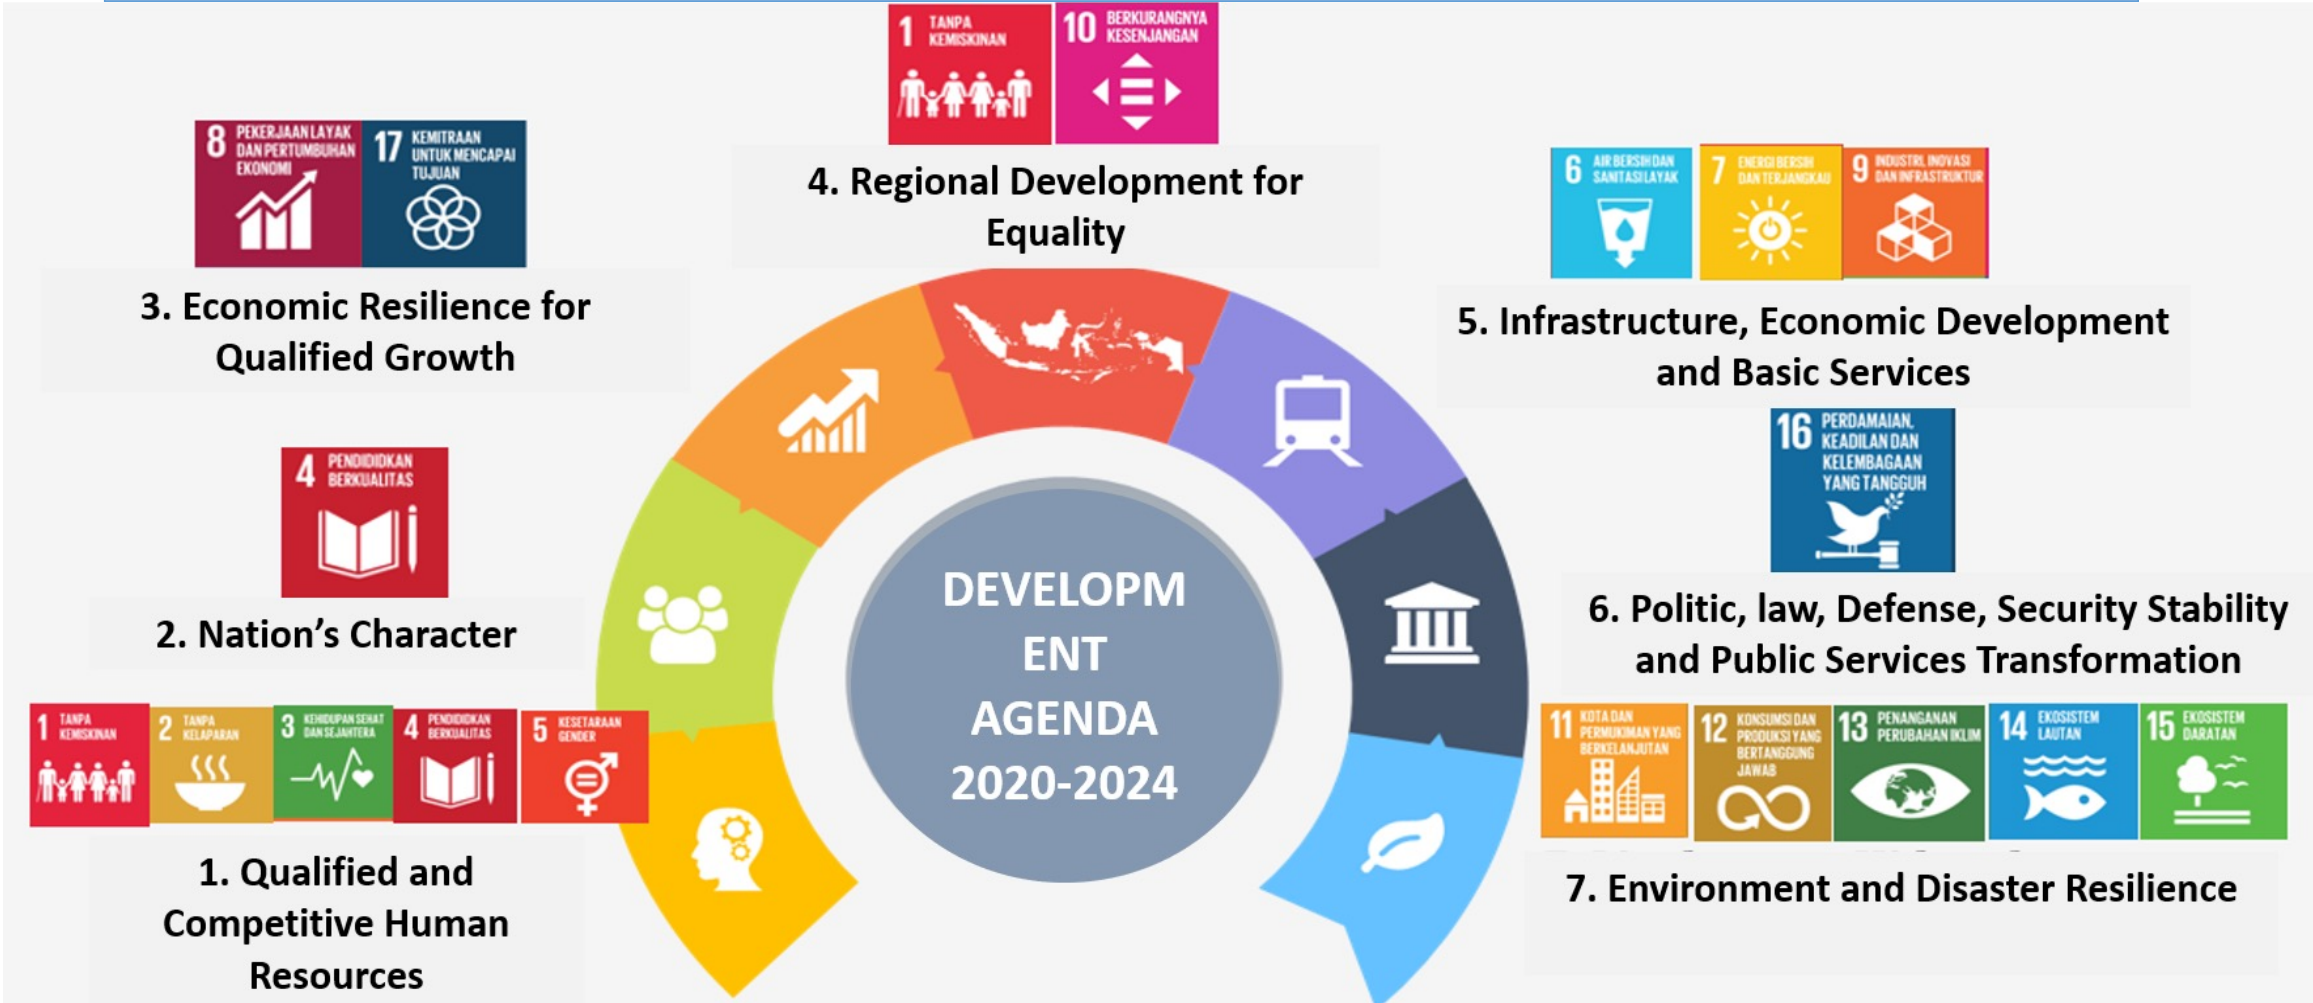 1 TANPA
KEMISKINAN
10 BERKURANGNYA
KESENJANGAN
4. Regional Development for
Equality
8 PEKERJAAN LAYAK
DAN PERTUMBUHAN
EKONOMI
17 KEMITRAAN
UNTUK MENCAPAI
TUJUAN
3. Economic Resilience for
Qualified Growth
6 AIR BERSIH DAN
SANITASI LAYAK
7 ENERGI BERSIH
DAN TERJANGKAU
9 INDUSTRI, INOVASI
DAN INFRASTRUKTUR
5. Infrastructure, Economic Development
and Basic Services
4 PENDIDIDKAN
BERKUALITAS
2. Nation’s Character
16 PERDAMAIAN,
KEADILAN DAN
KELEMBAGAAN
YANG TANGGUH
6. Politic, law, Defense, Security Stability
and Public Services Transformation
DEVELOPM
ENT
AGENDA
2020-2024
1 TANPA
KEMISKINAN
2 TANPA
KELAPARAN
3 KEHIDUPAN SEHAT
DAN SEJAHTERA
4 PENDIDIDKAN
BERKUALITAS
5 KESETARAAN
GENDER
1. Qualified and
Competitive Human
Resources
11 KOTA DAN
PERMUKIMAN YANG
BERKELANJUTAN
12 KONSUMSI DAN
PRODUKSI YANG
BERTANGGUNG
JAWAB
13 PENANGANAN
PERUBAHAN IKLIM
14 EKOSISTEM
LAUTAN
15 EKOSISTEM
DARATAN
7. Environment and Disaster Resilience